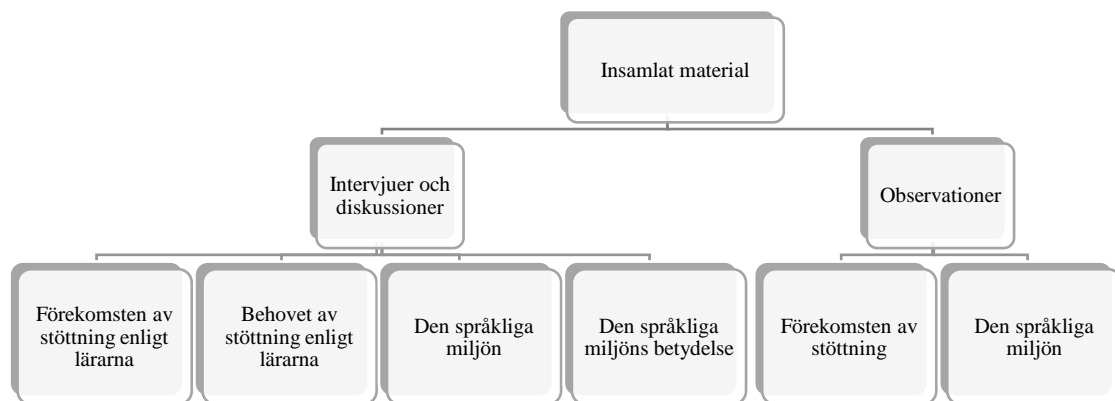 Insamlat material
Intervjuer och
diskussioner
Observationer
Förekomsten av
stöttning enligt
lärarna
Behovet av
stöttning enligt
lärarna
Den språkliga
miljön
Den språkliga
miljöns betydelse
Förekomsten av
stöttning
Den språkliga
miljön